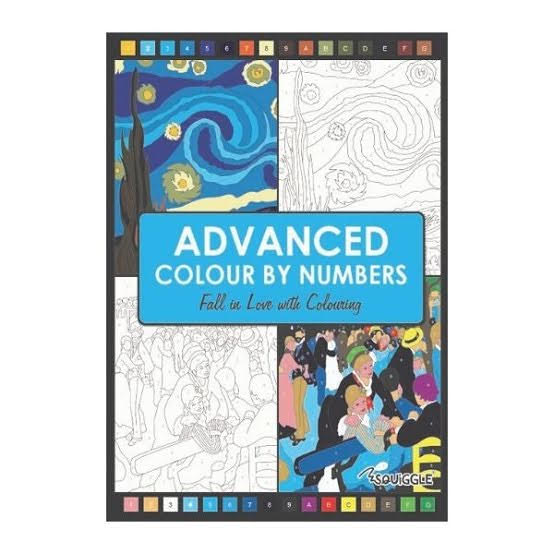 1 2 3 4 5 6 7 8 9 A B C D E F G
ADVANCED
COLOUR BY NUMBERS
Fall in Love with Colouring
SQUIGGLE
1 2 3 4 5 6 7 8 9 A B C D E F G